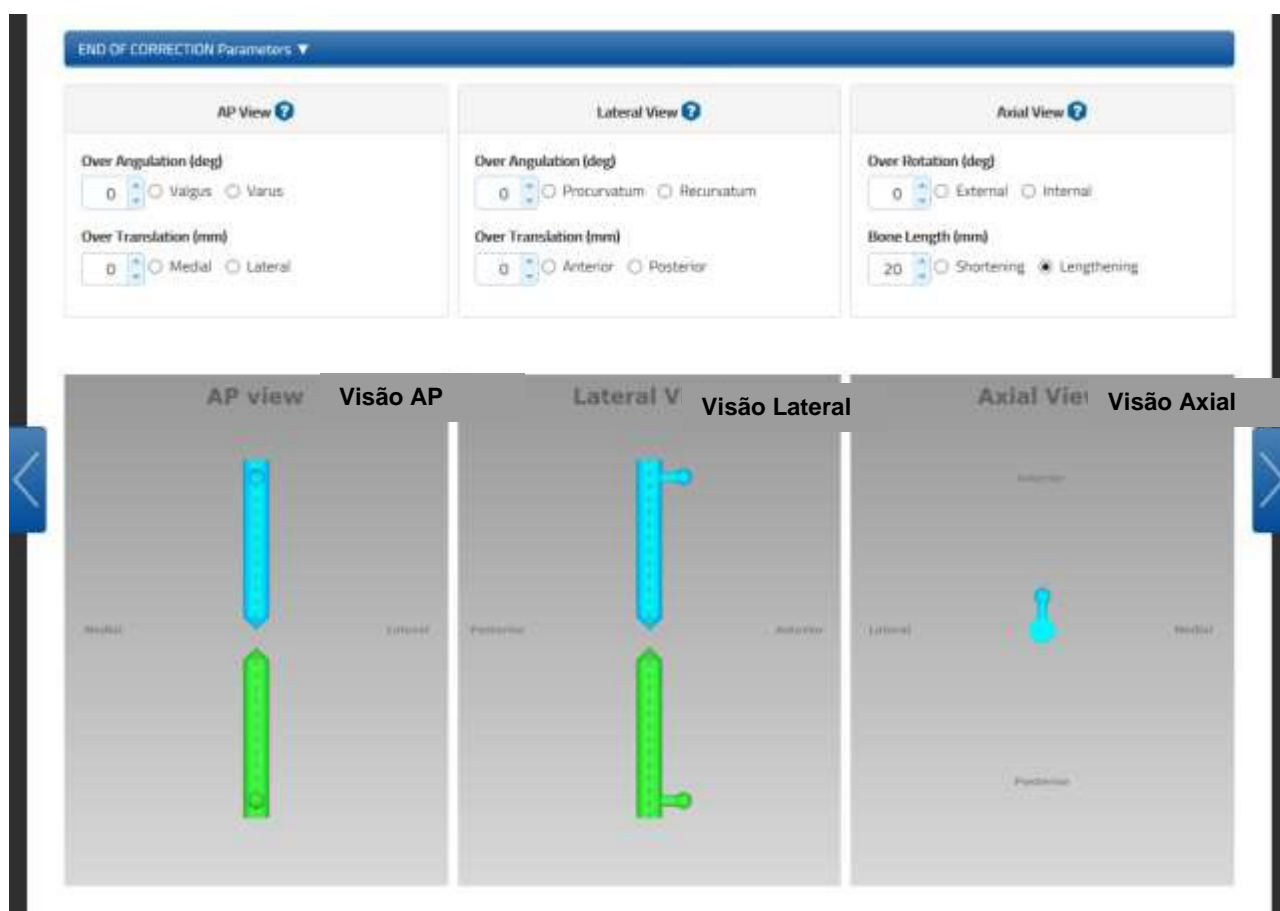 END OF CORRECTION Parameters ▼
AP View ?
Lateral View ?
Axial View ?
Over Angulation (deg)
0 Valgus Varus
Over Translation (mm)
0 Medial Lateral
Over Angulation (deg)
0 Procurvatum Recurvatum
Over Translation (mm)
0 Anterior Posterior
Over Rotation (deg)
0 External Internal
Bone Length (mm)
20 Shortening Lengthening
AP view
Visão AP
Lateral V
Visão Lateral
Axial Vie
Visão Axial
Medial
Lateral
Posterior
Anterior
Anterior
Lateral
Medial
Posterior